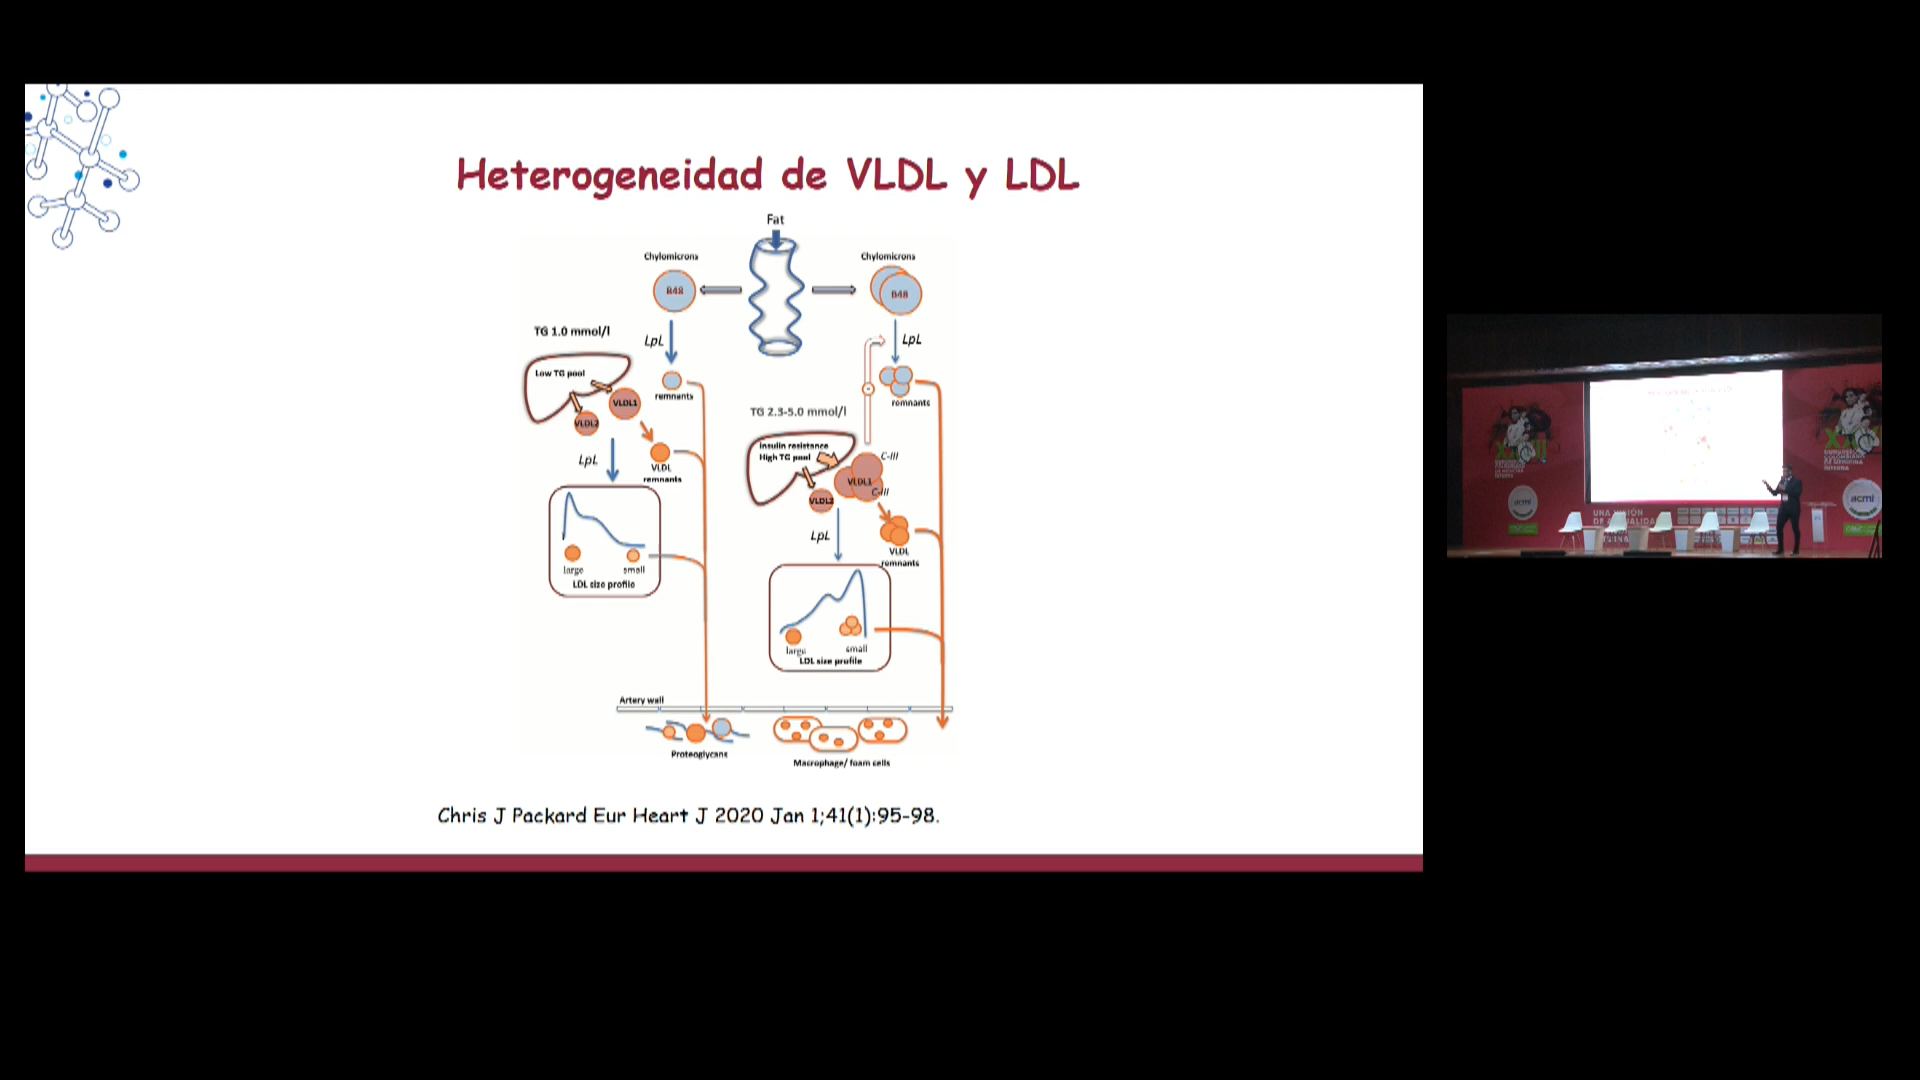 Heterogeneidad de VLDL y LDL
Fat
Chylomicrons
Chylomicrons
B48
B48
TG 1.0 mmol/l
LpL
LpL
Low TG pool
remnants
remnants
VLDL1
VLDL2
TG 2.3-5.0 mmol/l
Insulin resistance
High TG pool
C-III
VLDL1
C-III
VLDL2
LpL
VLDL
remnants
LpL
VLDL
remnants
large
small
LDL size profile
large
small
LDL size profile
Artery wall
Proteoglycans
Macrophage/ foam cells
Chris J Packard Eur Heart J 2020 Jan 1;41(1):95-98.
acmi
acmi